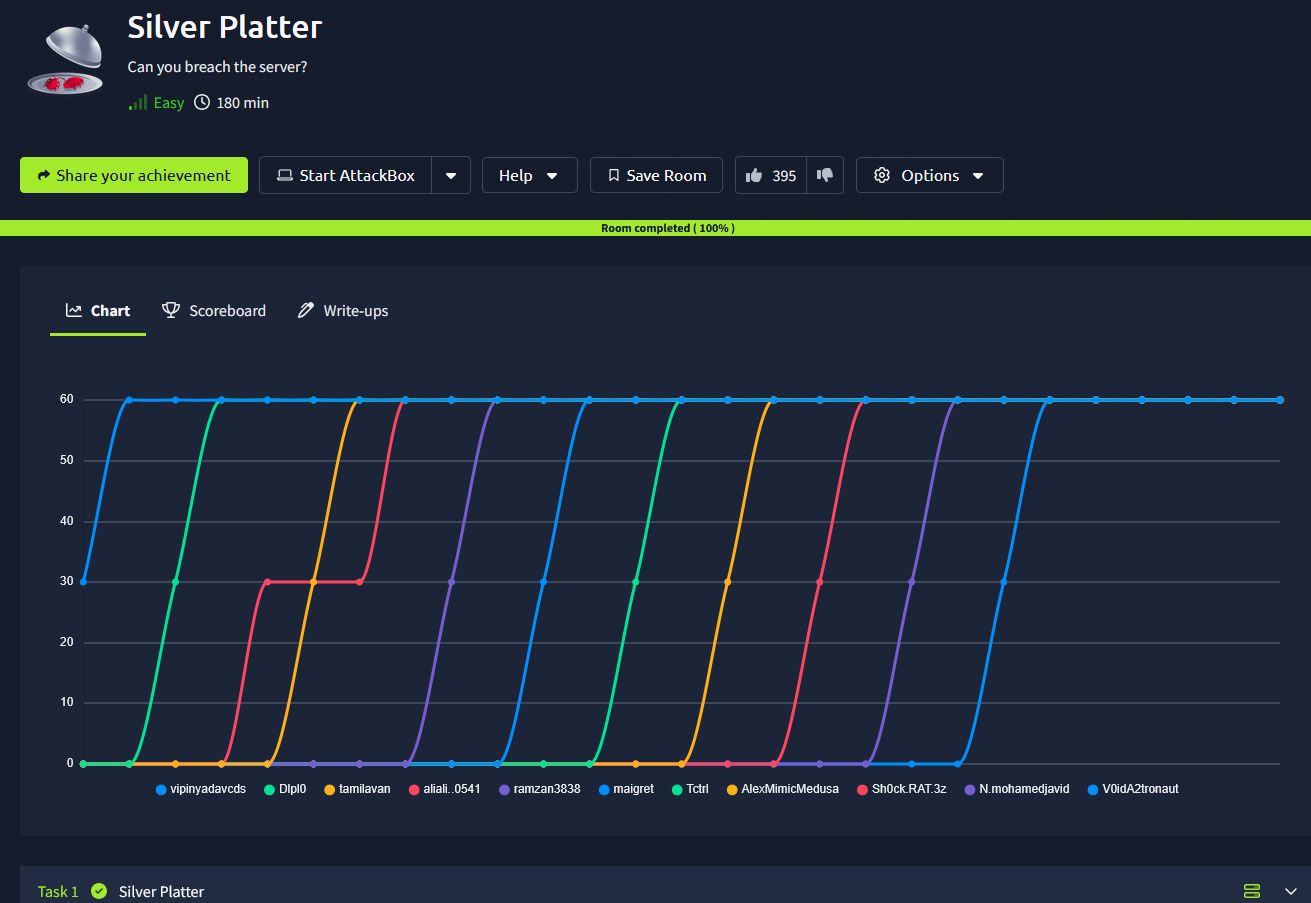 Silver Platter
Can you breach the server?
Easy 180 min
Share your achievement Start AttackBox Help Save Room 395 Options
Room completed ( 100% )
Chart Scoreboard Write-ups
60
50
40
30
20
10
0
vipinyadavcds Dlpl0 tamilavan aliali..0541 ramzan3838 maigret Tctrl AlexMimicMedusa Sh0ck.RAT.3z N.mohamedjavid V0idA2tronaut
Task 1 Silver Platter